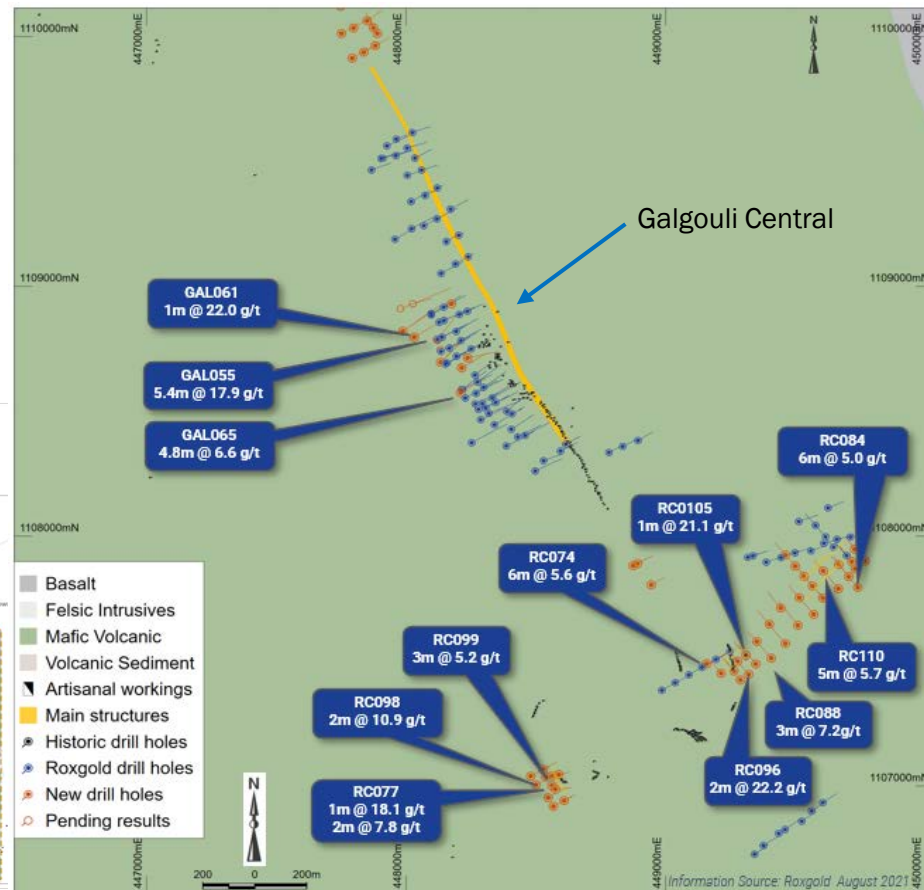 1110000mN
447000mE
448000mE
449000mE
N
1110000mN
450000mE
Galgouli Central
1109000mN
1109000mN
GAL061
1m @ 22.0 g/t
GAL055
5.4m @ 17.9 g/t
GAL065
4.8m @ 6.6 g/t
RC084
6m @ 5.0 g/t
RC0105
1m @ 21.1 g/t
1108000mN
1108000mN
RC074
6m @ 5.6 g/t
RC099
3m @ 5.2 g/t
RC110
5m @ 5.7 g/t
RC098
2m @ 10.9 g/t
RC088
3m @ 7.2g/t
RC096
2m @ 22.2 g/t
RC077
1m @ 18.1 g/t
2m @ 7.8 g/t
1107000mN
Basalt
Felsic Intrusives
Mafic Volcanic
Volcanic Sediment
Artisanal workings
Main structures
Historic drill holes
Roxgold drill holes
New drill holes
Pending results
N
200 0 200m
447000mE
448000mE
449000mE
Information Source: Roxgold August 2021